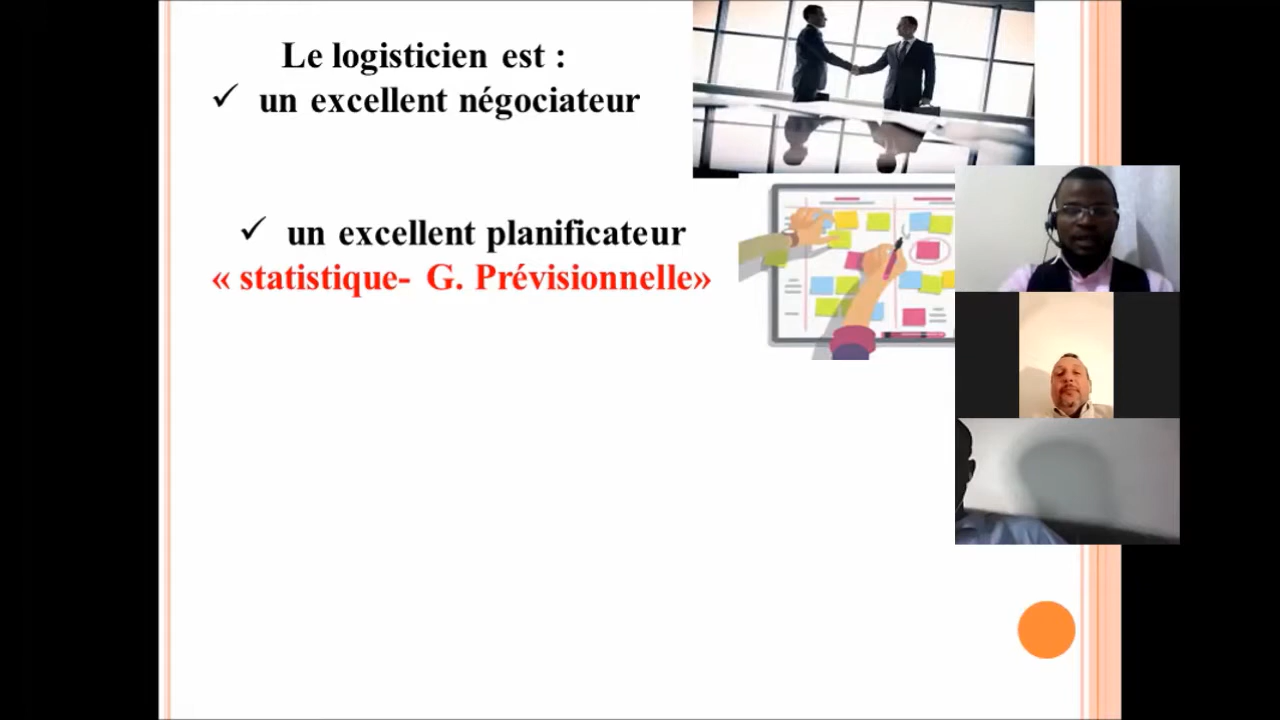 Le logisticien est :
✓ un excellent négociateur
✓ un excellent planificateur
« statistique- G. Prévisionnelle»